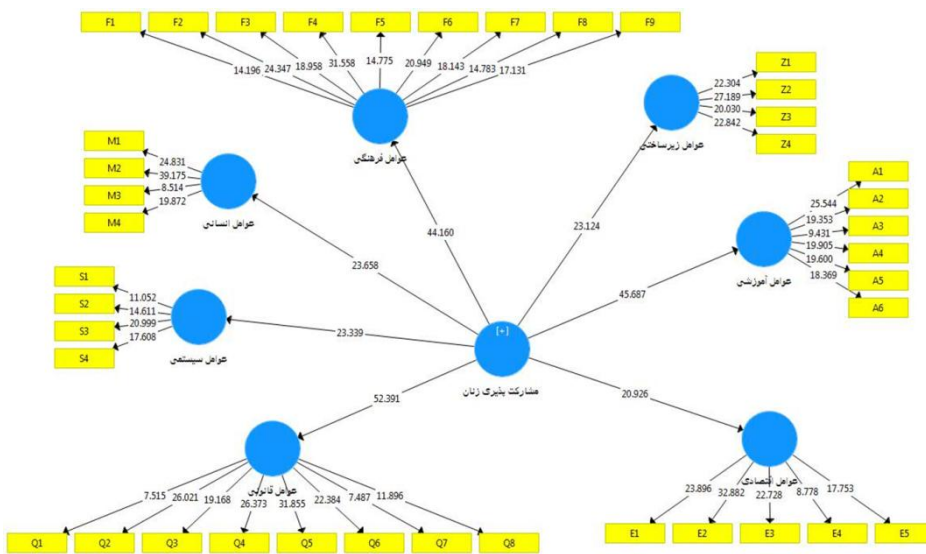 F1 F2 F3 F4 F5 F6 F7 F8 F9
14.196 24.347 18.958 31.558 14.775 20.949 18.143 14.783 17.131
عوامل فرهنگی
Z1
Z2
Z3
Z4
22.304
27.189
20.030
22.842
عوامل زیرساختی
M1
M2
M3
M4
24.831
39.175
8.514
19.872
عوامل انسانی
A1
A2
A3
A4
A5
A6
25.544
19.353
9.431
19.905
19.600
18.369
عوامل آموزشی
S1
S2
S3
S4
11.052
14.611
20.999
17.608
عوامل سیستمی
44.160
23.124
23.658
45.687
23.339
[+]
مشارکت پذیری زنان
52.391
20.926
عوامل قانونی
7.515 26.021 19.168 26.373 31.855 22.384 7.487 11.896
Q1 Q2 Q3 Q4 Q5 Q6 Q7 Q8
عوامل اقتصادی
23.896 32.882 22.728 8.778 17.753
E1 E2 E3 E4 E5